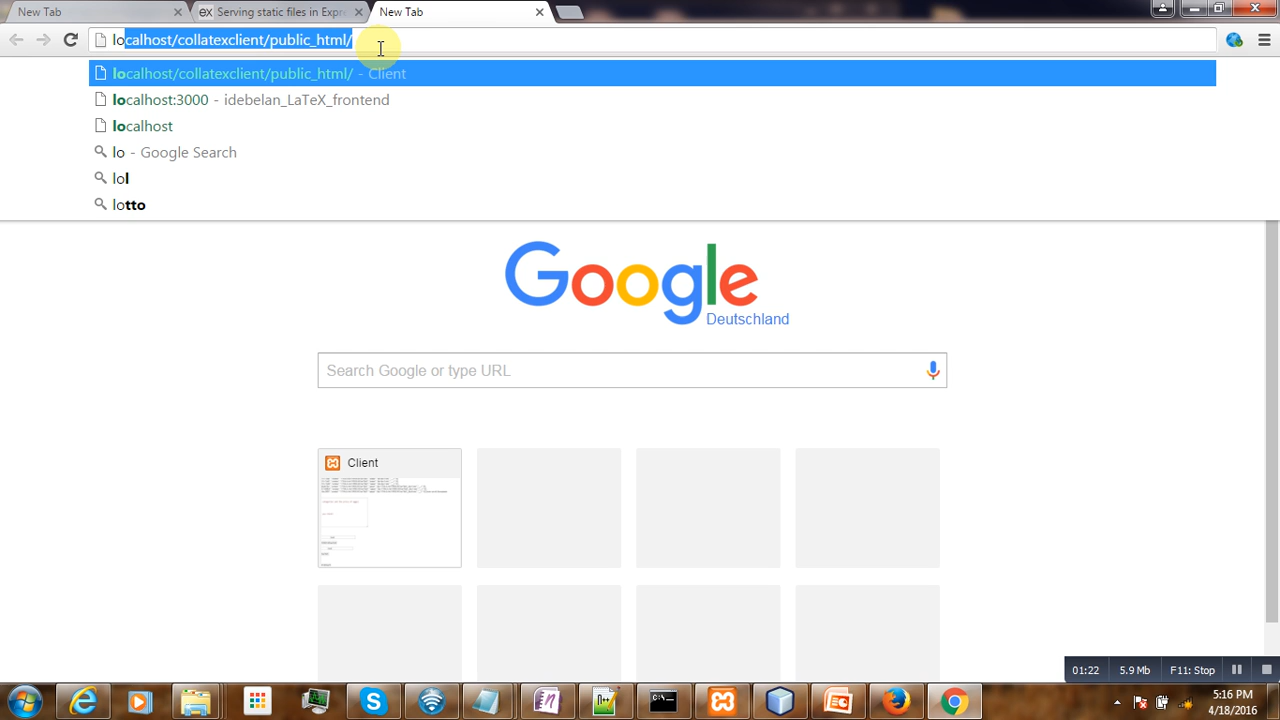 New Tab
Serving static files in Expre
New Tab
localhost/collatexclient/public_html/
localhost/collatexclient/public_html/ - Client
localhost:3000 - idebelan_LaTeX_frontend
localhost
lo - Google Search
lol
lotto
Google
Deutschland
Search Google or type URL
Client
01:22 5.9 Mb F11: Stop
5:16 PM
4/18/2016